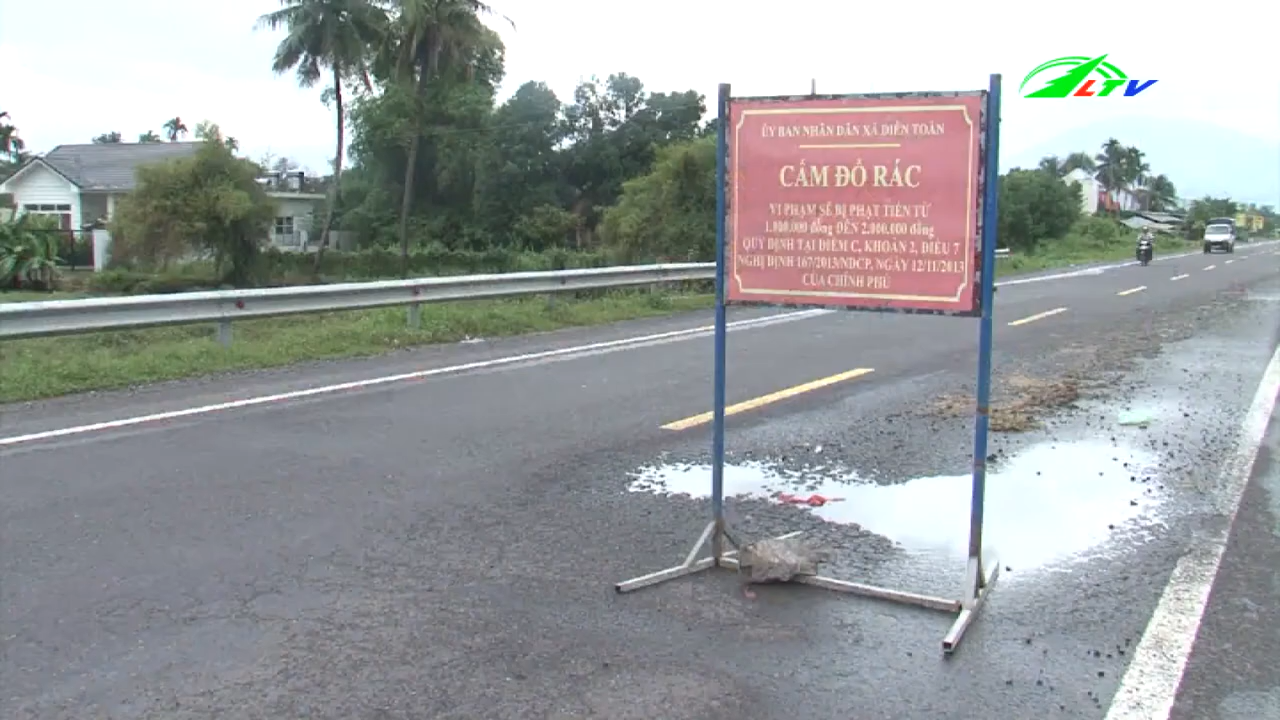 ỦY BAN NHÂN DÂN XÃ DIÊN TOÀN
CẤM ĐỔ RÁC
VI PHẠM SẼ BỊ PHẠT TIỀN TỪ
1.000.000 đồng ĐẾN 2.000.000 đồng
QUY ĐỊNH TẠI ĐIỂM C, KHOẢN 2, ĐIỀU 7
NGHỊ ĐỊNH 167/2013/NĐCP, NGÀY 12/11/2013
CỦA CHÍNH PHỦ
LTV